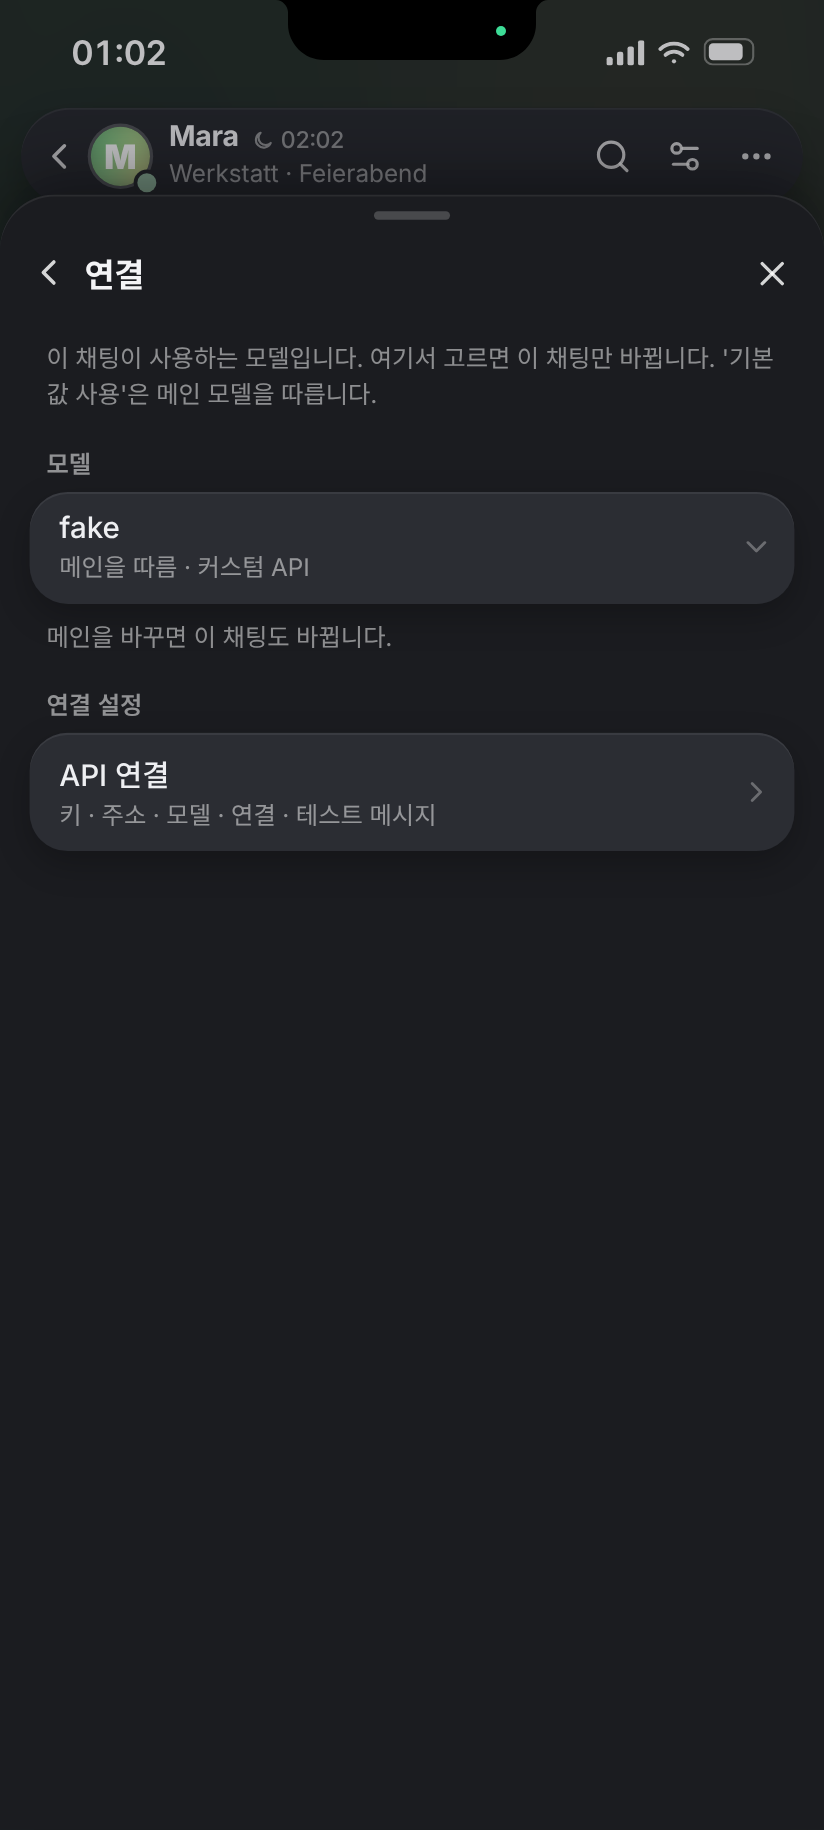 01:02
M
Mara 02:02
Werkstatt · Feierabend
연결
이 채팅이 사용하는 모델입니다. 여기서 고르면 이 채팅만 바뀝니다. '기본
값 사용'은 메인 모델을 따릅니다.
모델
fake
메인을 따름 · 커스텀 API
메인을 바꾸면 이 채팅도 바뀝니다.
연결 설정
API 연결
키 · 주소 · 모델 · 연결 · 테스트 메시지